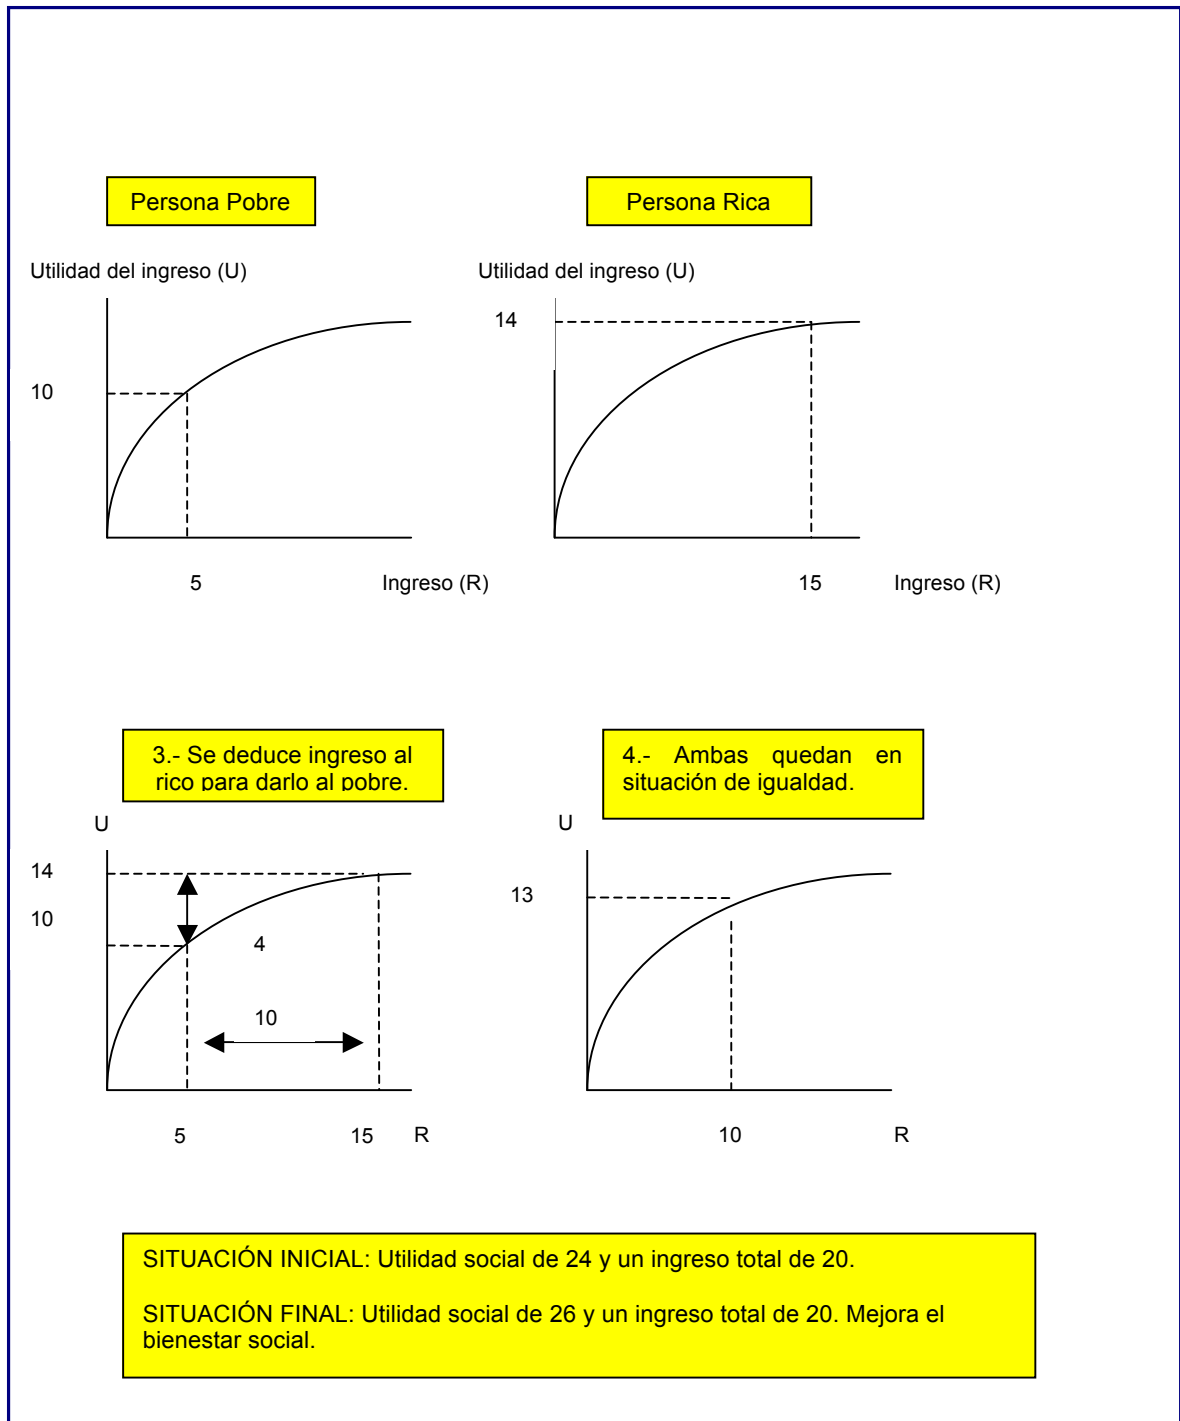 Persona Pobre
Persona Rica
Utilidad del ingreso (U)
Utilidad del ingreso (U)
14
10
5
Ingreso (R)
15
Ingreso (R)
3.- Se deduce ingreso al
rico para darlo al pobre.
4.- Ambas quedan en
situación de igualdad.
U
14
10
4
10
5
15
R
U
13
10
R
SITUACIÓN INICIAL: Utilidad social de 24 y un ingreso total de 20.
SITUACIÓN FINAL: Utilidad social de 26 y un ingreso total de 20. Mejora el
bienestar social.